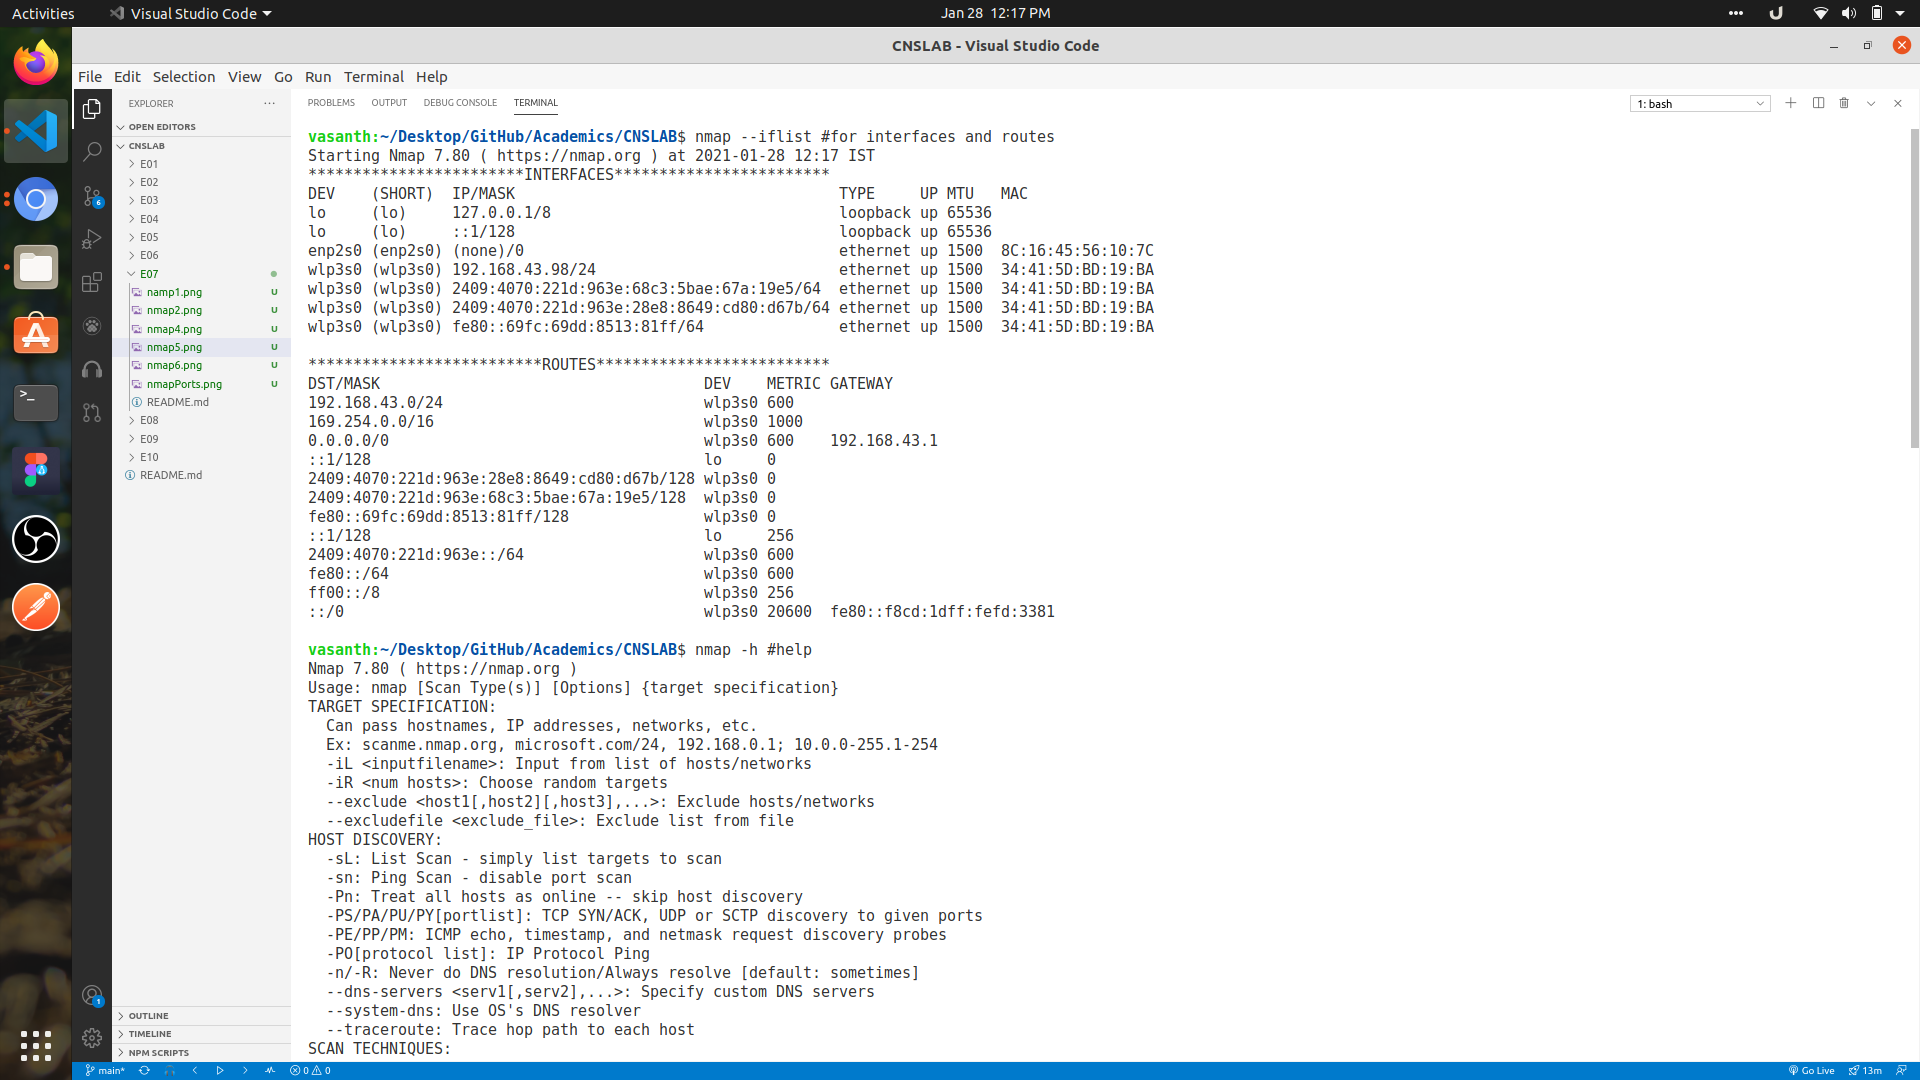 Activities
Visual Studio Code
Jan 28 12:17 PM
CNSLAB - Visual Studio Code
File Edit Selection View Go Run Terminal Help
EXPLORER
OPEN EDITORS
CNSLAB
E01
E02
E03
E04
E05
E06
E07
namp1.png U
nmap2.png U
nmap4.png U
nmap5.png U
nmap6.png U
nmapPorts.png U
README.md
E08
E09
E10
README.md
OUTLINE
TIMELINE
NPM SCRIPTS
6
1
PROBLEMS OUTPUT DEBUG CONSOLE TERMINAL
1: bash
vasanth:~/Desktop/GitHub/Academics/CNSLAB$ nmap --iflist #for interfaces and routes
Starting Nmap 7.80 ( https://nmap.org ) at 2021-01-28 12:17 IST
************************INTERFACES************************
DEV    (SHORT)  IP/MASK                                    TYPE     UP MTU   MAC
lo     (lo)     127.0.0.1/8                                loopback up 65536
lo     (lo)     ::1/128                                    loopback up 65536
enp2s0 (enp2s0) (none)/0                                   ethernet up 1500  8C:16:45:56:10:7C
wlp3s0 (wlp3s0) 192.168.43.98/24                           ethernet up 1500  34:41:5D:BD:19:BA
wlp3s0 (wlp3s0) 2409:4070:221d:963e:68c3:5bae:67a:19e5/64  ethernet up 1500  34:41:5D:BD:19:BA
wlp3s0 (wlp3s0) 2409:4070:221d:963e:28e8:8649:cd80:d67b/64 ethernet up 1500  34:41:5D:BD:19:BA
wlp3s0 (wlp3s0) fe80::69fc:69dd:8513:81ff/64               ethernet up 1500  34:41:5D:BD:19:BA
**************************ROUTES**************************
DST/MASK                                    DEV    METRIC GATEWAY
192.168.43.0/24                             wlp3s0 600
169.254.0.0/16                              wlp3s0 1000
0.0.0.0/0                                   wlp3s0 600    192.168.43.1
::1/128                                     lo     0
2409:4070:221d:963e:28e8:8649:cd80:d67b/128 wlp3s0 0
2409:4070:221d:963e:68c3:5bae:67a:19e5/128  wlp3s0 0
fe80::69fc:69dd:8513:81ff/128               wlp3s0 0
::1/128                                     lo     256
2409:4070:221d:963e::/64                    wlp3s0 600
fe80::/64                                   wlp3s0 600
ff00::/8                                    wlp3s0 256
::/0                                        wlp3s0 20600  fe80::f8cd:1dff:fefd:3381
vasanth:~/Desktop/GitHub/Academics/CNSLAB$ nmap -h #help
Nmap 7.80 ( https://nmap.org )
Usage: nmap [Scan Type(s)] [Options] {target specification}
TARGET SPECIFICATION:
  Can pass hostnames, IP addresses, networks, etc.
  Ex: scanme.nmap.org, microsoft.com/24, 192.168.0.1; 10.0.0-255.1-254
  -iL <inputfilename>: Input from list of hosts/networks
  -iR <num hosts>: Choose random targets
  --exclude <host1[,host2][,host3],...>: Exclude hosts/networks
  --excludefile <exclude_file>: Exclude list from file
HOST DISCOVERY:
  -sL: List Scan - simply list targets to scan
  -sn: Ping Scan - disable port scan
  -Pn: Treat all hosts as online -- skip host discovery
  -PS/PA/PU/PY[portlist]: TCP SYN/ACK, UDP or SCTP discovery to given ports
  -PE/PP/PM: ICMP echo, timestamp, and netmask request discovery probes
  -PO[protocol list]: IP Protocol Ping
  -n/-R: Never do DNS resolution/Always resolve [default: sometimes]
  --dns-servers <serv1[,serv2],...>: Specify custom DNS servers
  --system-dns: Use OS's DNS resolver
  --traceroute: Trace hop path to each host
SCAN TECHNIQUES:
main* 0 0 Go Live 13m